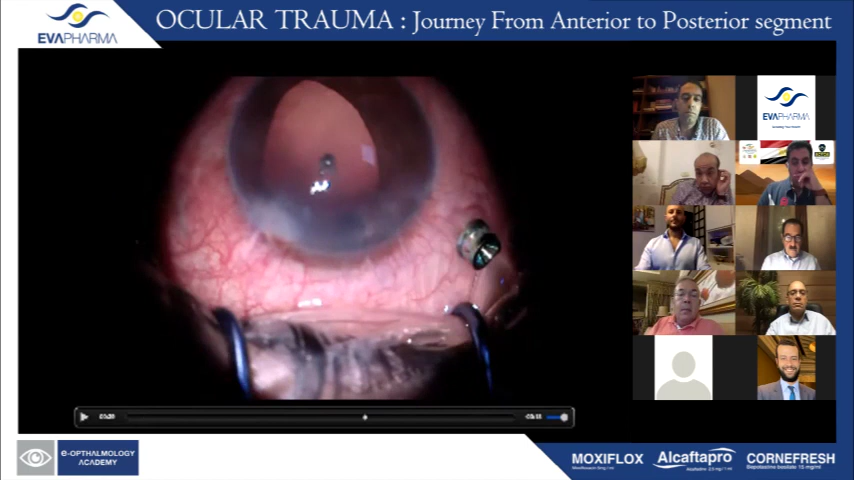 EVAPHARMA
OCULAR TRAUMA : Journey From Anterior to Posterior segment
EVAPHARMA
e-OPTHALMOLOGY
ACADEMY
MOXIFLOX
Alcaftapro
CORNEFRESH